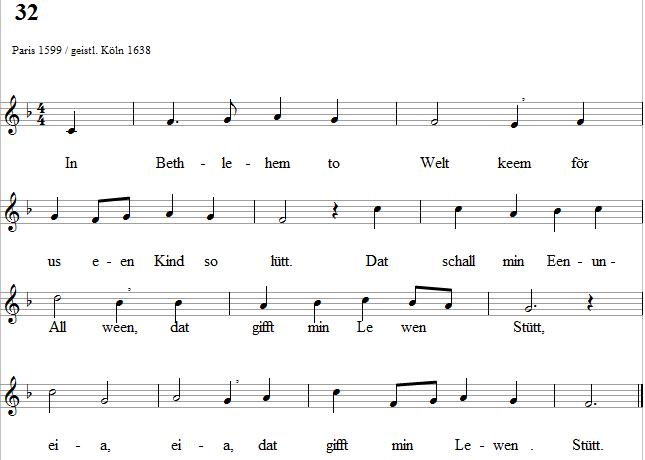 32
Paris 1599 / geistl. Köln 1638
4
4
In Beth - le - hem to Welt keem för
us e - en Kind so lütt. Dat schall min Een - un -
All ween, dat gifft min Le wen Stütt,
ei - a, ei - a, dat gifft min Le - wen . Stütt.